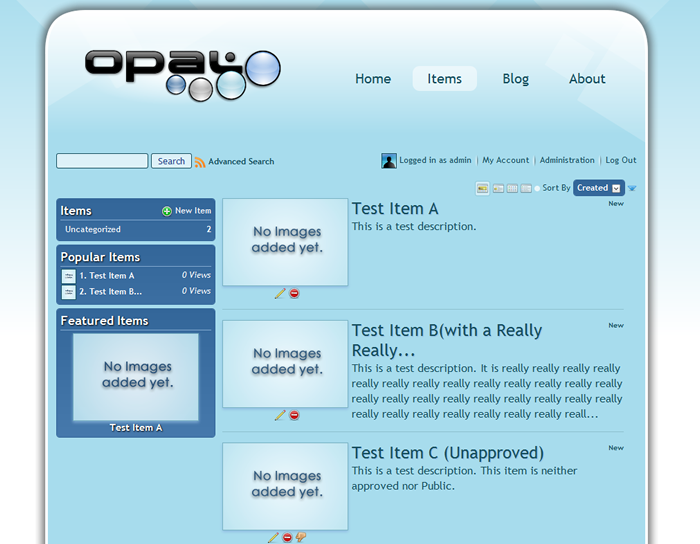 opal
Home Items Blog About
Search Advanced Search Logged in as admin | My Account | Administration | Log Out
Sort By Created
Items New Item
Uncategorized 2
Popular Items
1. Test Item A 0 Views
2. Test Item B... 0 Views
Featured Items
No Images
added yet.
Test Item A
No Images
added yet.
Test Item A
New
This is a test description.
No Images
added yet.
Test Item B(with a Really
Really...
New
This is a test description. It is really really really really
really really really really really really really really really
really really really really really really really really really
really really really really really really really reall...
No Images
added yet.
Test Item C (Unapproved)
New
This is a test description. This item is neither
approved nor Public.